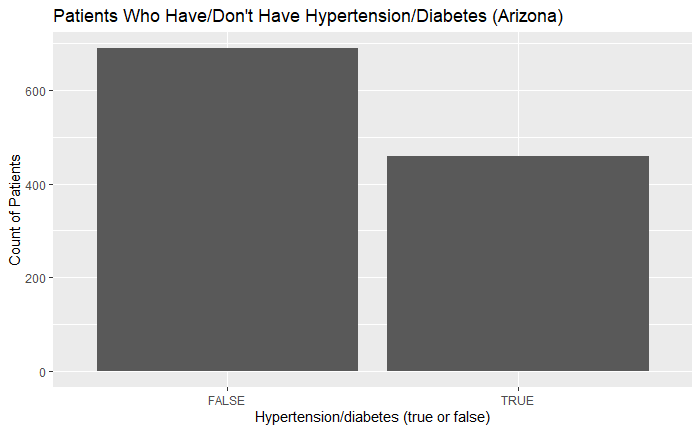 Patients Who Have/Don't Have Hypertension/Diabetes (Arizona)
Count of Patients
600
400
200
0
FALSE TRUE
Hypertension/diabetes (true or false)